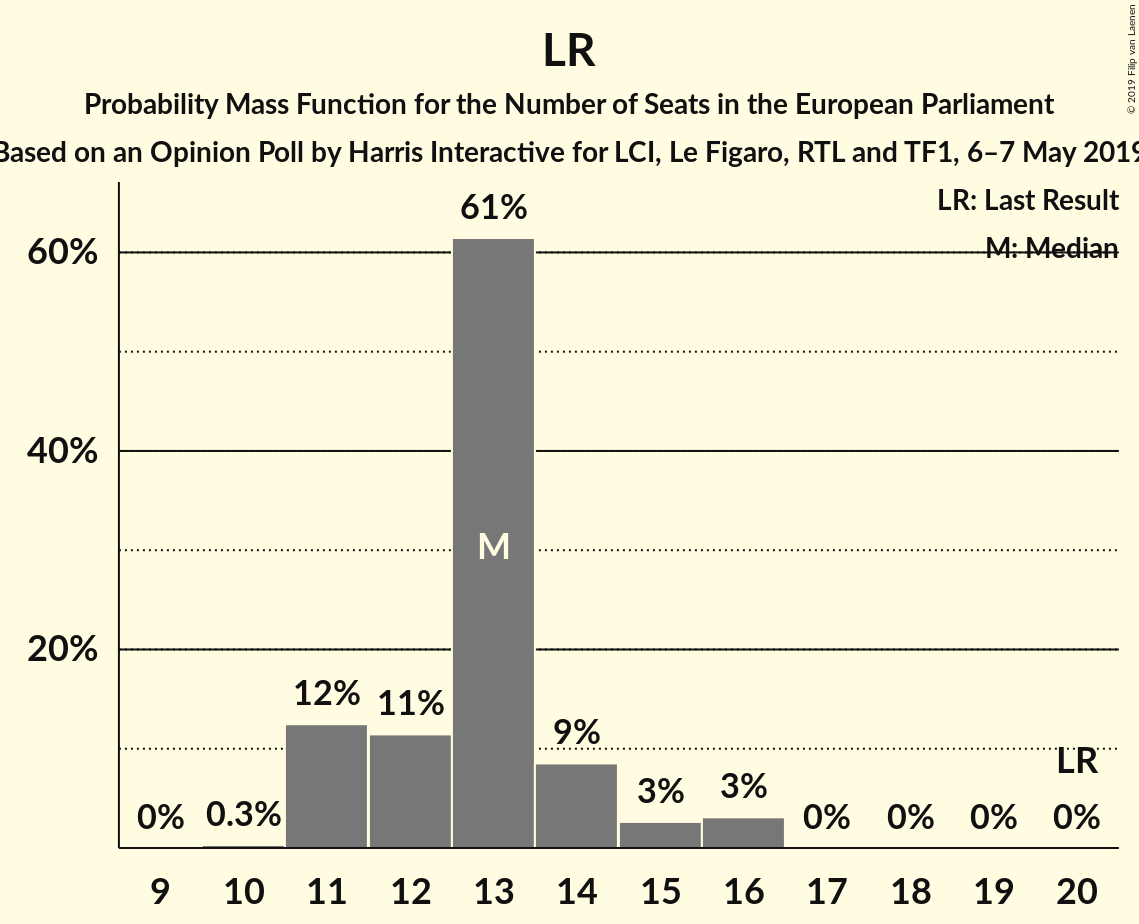 LR
Probability Mass Function for the Number of Seats in the European Parliament
Based on an Opinion Poll by Harris Interactive for LCI, Le Figaro, RTL and TF1, 6–7 May 2019
© 2019 Filip van Laenen
LR: Last Result
M: Median
60%
40%
20%
0%
0.3%
12%
11%
61%
M
9%
3%
3%
0%
0%
0%
LR
0%
9 10 11 12 13 14 15 16 17 18 19 20